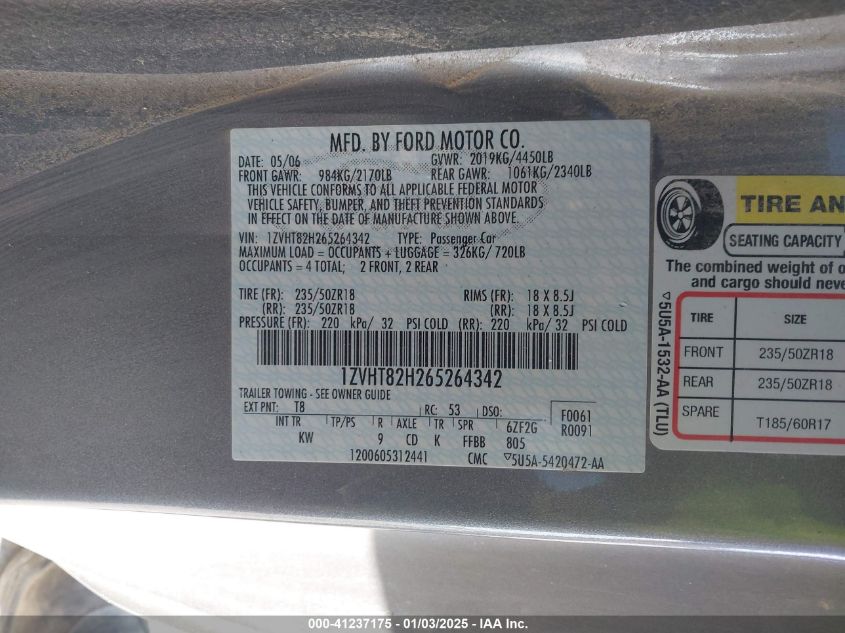 MFD. BY FORD MOTOR CO.
DATE: 05/06 GVWR: 2019KG/4450LB
FRONT GAWR: 984KG/2170LB REAR GAWR: 1061KG/2340LB
THIS VEHICLE CONFORMS TO ALL APPLICABLE FEDERAL MOTOR
VEHICLE SAFETY, BUMPER, AND THEFT PREVENTION STANDARDS
IN EFFECT ON THE DATE OF MANUFACTURE SHOWN ABOVE.
VIN: 1ZVHT82H265264342 TYPE: Passenger Car
MAXIMUM LOAD = OCCUPANTS + LUGGAGE = 326KG/ 720LB
OCCUPANTS = 4 TOTAL; 2 FRONT, 2 REAR
TIRE (FR): 235/50ZR18 RIMS (FR): 18 X 8.5J
(RR): 235/50ZR18 (RR): 18 X 8.5J
PRESSURE (FR): 220 kPa/ 32 PSI COLD (RR): 220 kPa/ 32 PSI COLD
1ZVHT82H265264342
TRAILER TOWING - SEE OWNER GUIDE
EXT PNT: T8 RC: 53 DSO: F0061
INT TR TP/PS R AXLE TR SPR 6ZF2G R0091
KW 9 CD K FFBB 805
1200605312441 CMC ▽5U5A-5420472-AA
TIRE AN
SEATING CAPACITY
The combined weight of o
and cargo should neve
TIRE SIZE
FRONT 235/50ZR18
REAR 235/50ZR18
SPARE T185/60R17
▽5U5A-1532-AA (TLU)
000-41237175 - 01/03/2025 - IAA Inc.